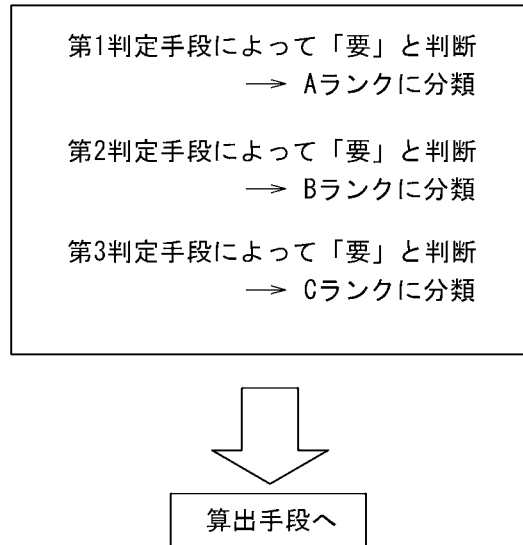 第1判定手段によって「要」と判断
→ Aランクに分類
第2判定手段によって「要」と判断
→ Bランクに分類
第3判定手段によって「要」と判断
→ Cランクに分類
算出手段へ